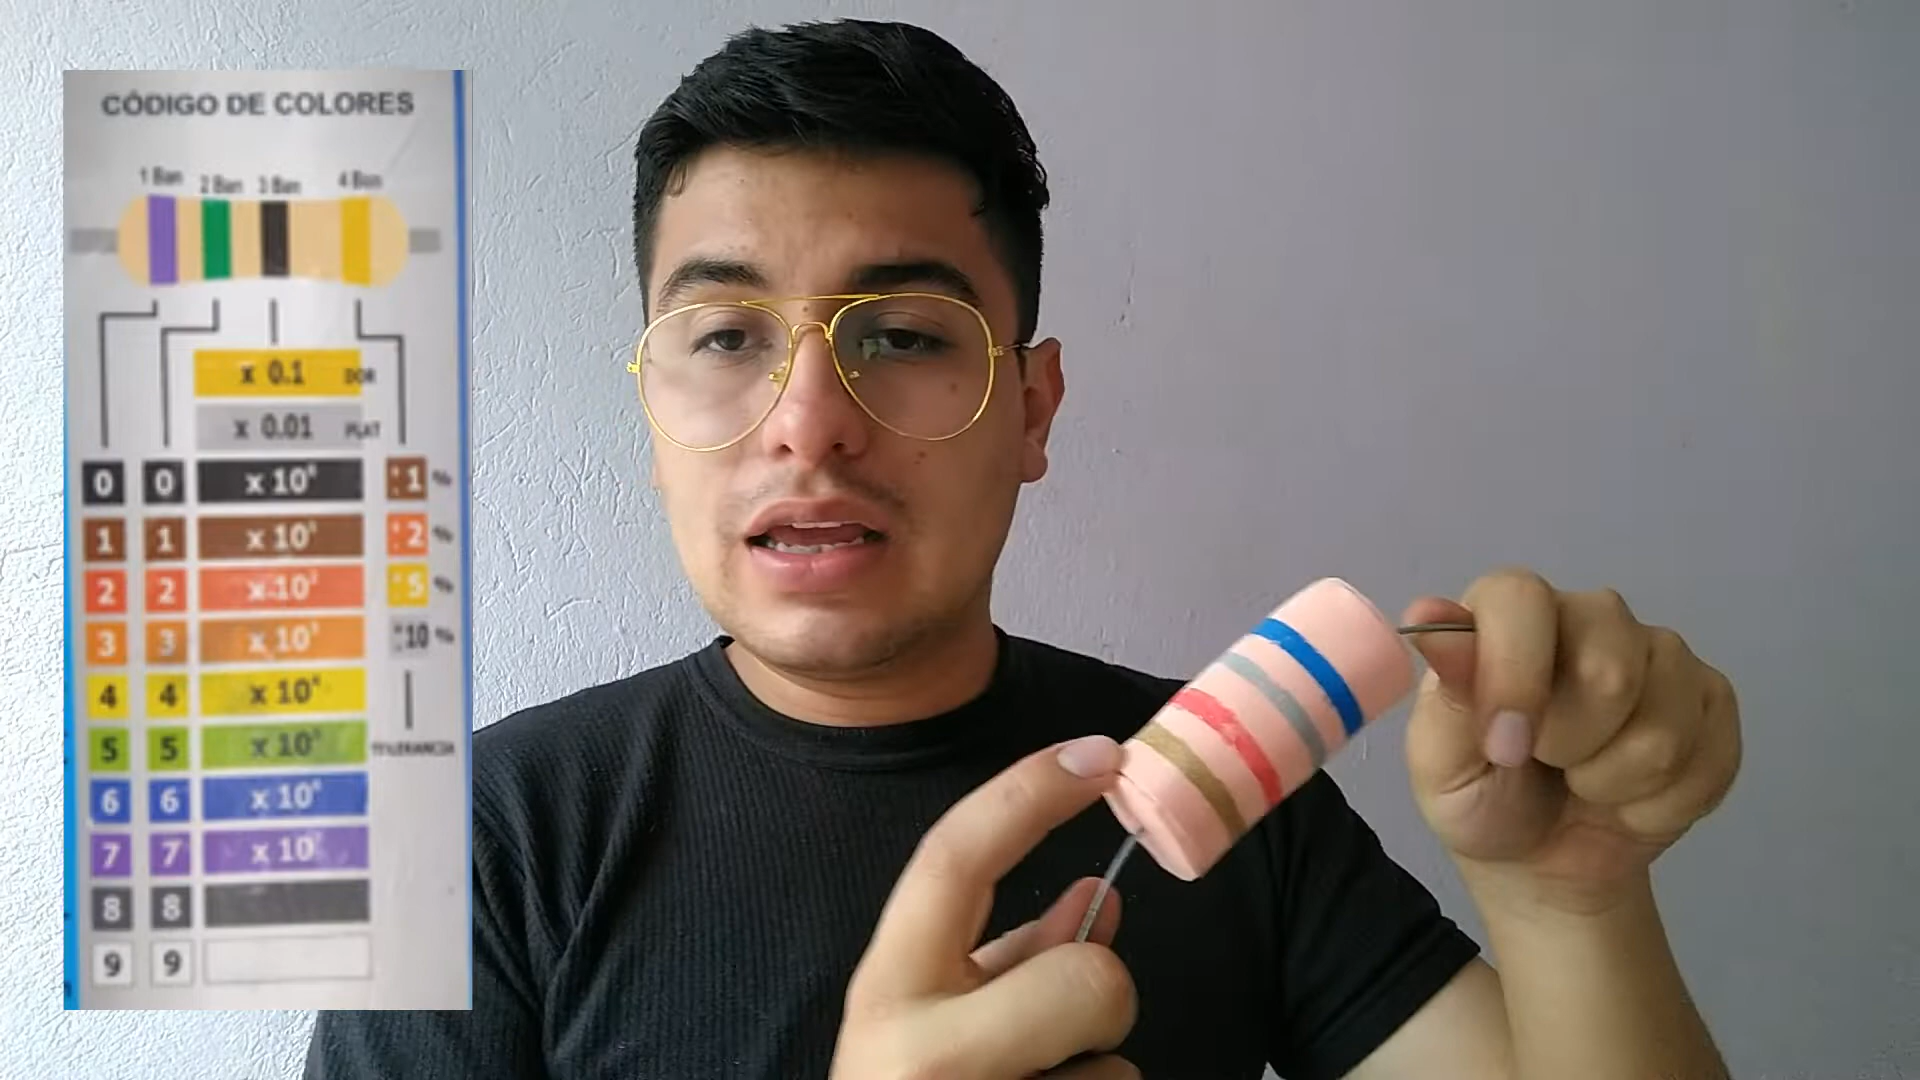 CÓDIGO DE COLORES
1 Ban 2 Ban 3 Ban 4 Ban
x 0.1 DOR
x 0.01 PLAT
0 0 x 10⁰ 1 %
1 1 x 10¹ 2 %
2 2 x 10² 5 %
3 3 x 10³ 10 %
4 4 x 10⁴
5 5 x 10⁵ TOLERANCIA
6 6 x 10⁶
7 7 x 10⁷
8 8
9 9